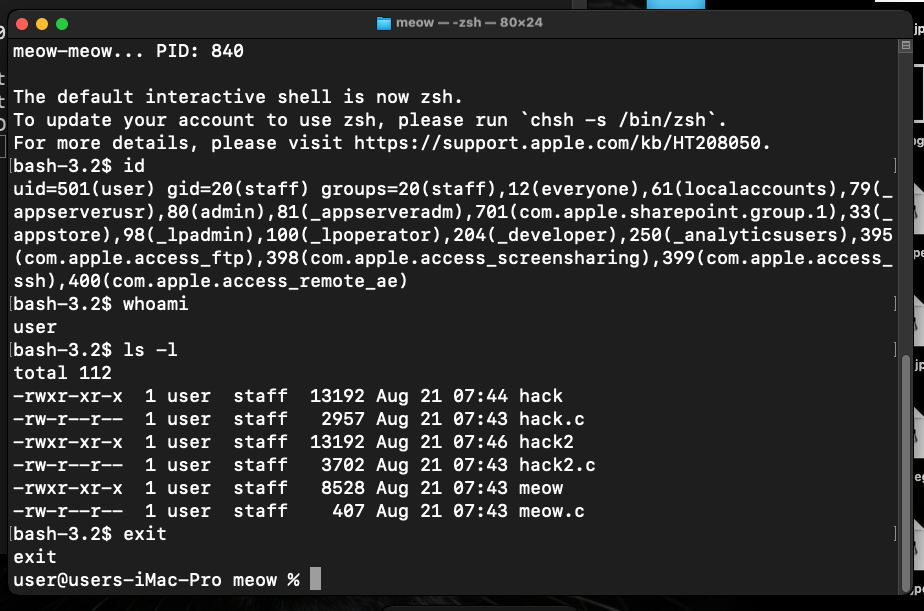 meow — -zsh — 80×24
meow-meow... PID: 840
The default interactive shell is now zsh.
To update your account to use zsh, please run `chsh -s /bin/zsh`.
For more details, please visit https://support.apple.com/kb/HT208050.
[bash-3.2$ id ]
uid=501(user) gid=20(staff) groups=20(staff),12(everyone),61(localaccounts),79(_
appserverusr),80(admin),81(_appserveradm),701(com.apple.sharepoint.group.1),33(_
appstore),98(_lpadmin),100(_lpoperator),204(_developer),250(_analyticsusers),395
(com.apple.access_ftp),398(com.apple.access_screensharing),399(com.apple.access_
ssh),400(com.apple.access_remote_ae)
[bash-3.2$ whoami ]
user
[bash-3.2$ ls -l ]
total 112
-rwxr-xr-x  1 user  staff  13192 Aug 21 07:44 hack
-rw-r--r--  1 user  staff   2957 Aug 21 07:43 hack.c
-rwxr-xr-x  1 user  staff  13192 Aug 21 07:46 hack2
-rw-r--r--  1 user  staff   3702 Aug 21 07:43 hack2.c
-rwxr-xr-x  1 user  staff   8528 Aug 21 07:43 meow
-rw-r--r--  1 user  staff    407 Aug 21 07:43 meow.c
[bash-3.2$ exit ]
exit
user@users-iMac-Pro meow %